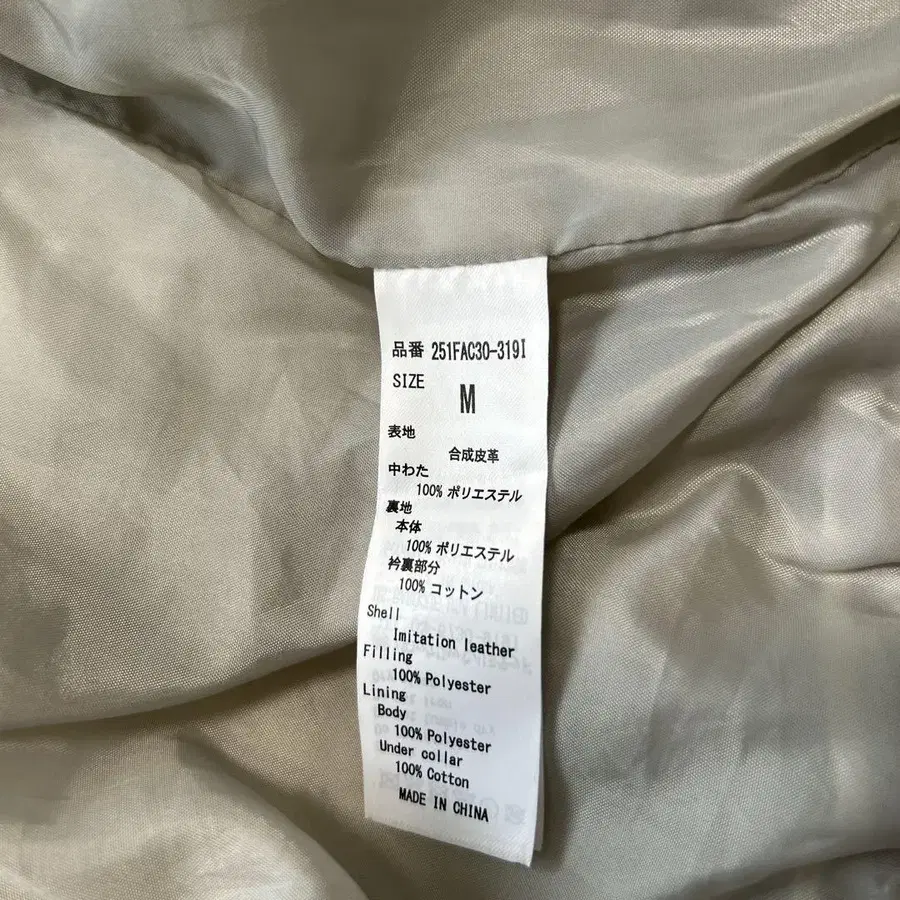 品番 251FAC30-319I
SIZE
M
表地
合成皮革
中わた
100% ポリエステル
裏地
本体
100% ポリエステル
衿裏部分
100% コットン
Shell
Imitation leather
Filling
100% Polyester
Lining
Body
100% Polyester
Under collar
100% Cotton
MADE IN CHINA